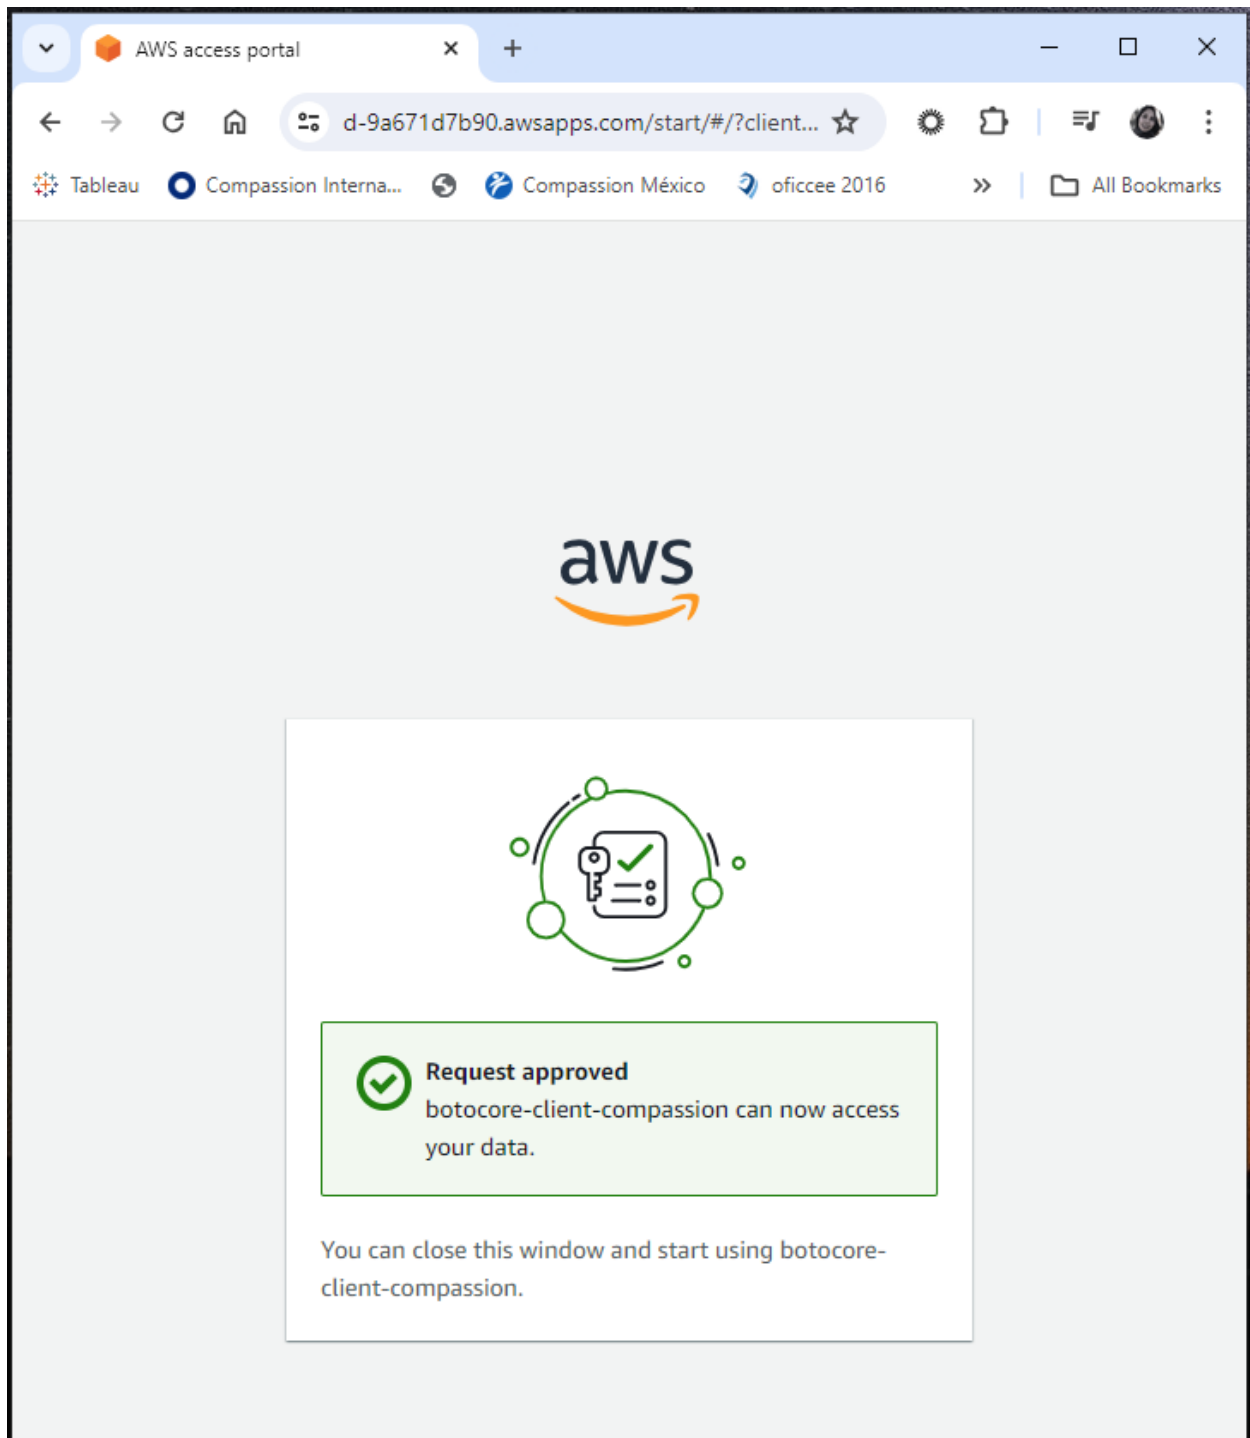 AWS access portal
d-9a671d7b90.awsapps.com/start/#/?client...
Tableau
Compassion Interna...
Compassion México
oficcee 2016
All Bookmarks
aws
Request approved
botocore-client-compassion can now access
your data.
You can close this window and start using botocore-
client-compassion.